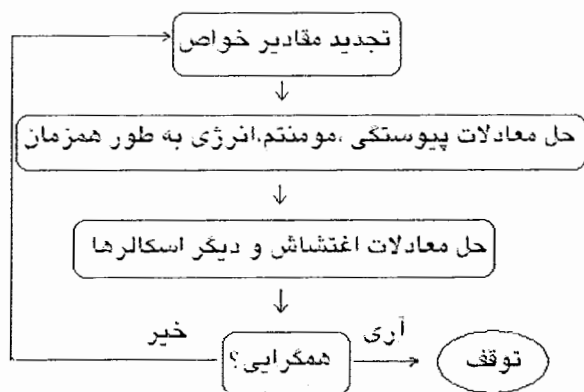 تجدید مقادیر خواص
حل معادلات پیوستگی ،مومنتم،انرژی به طور همزمان
حل معادلات اغتشاش و دیگر اسکالرها
خیر
همگرایی؟
آری
توقف